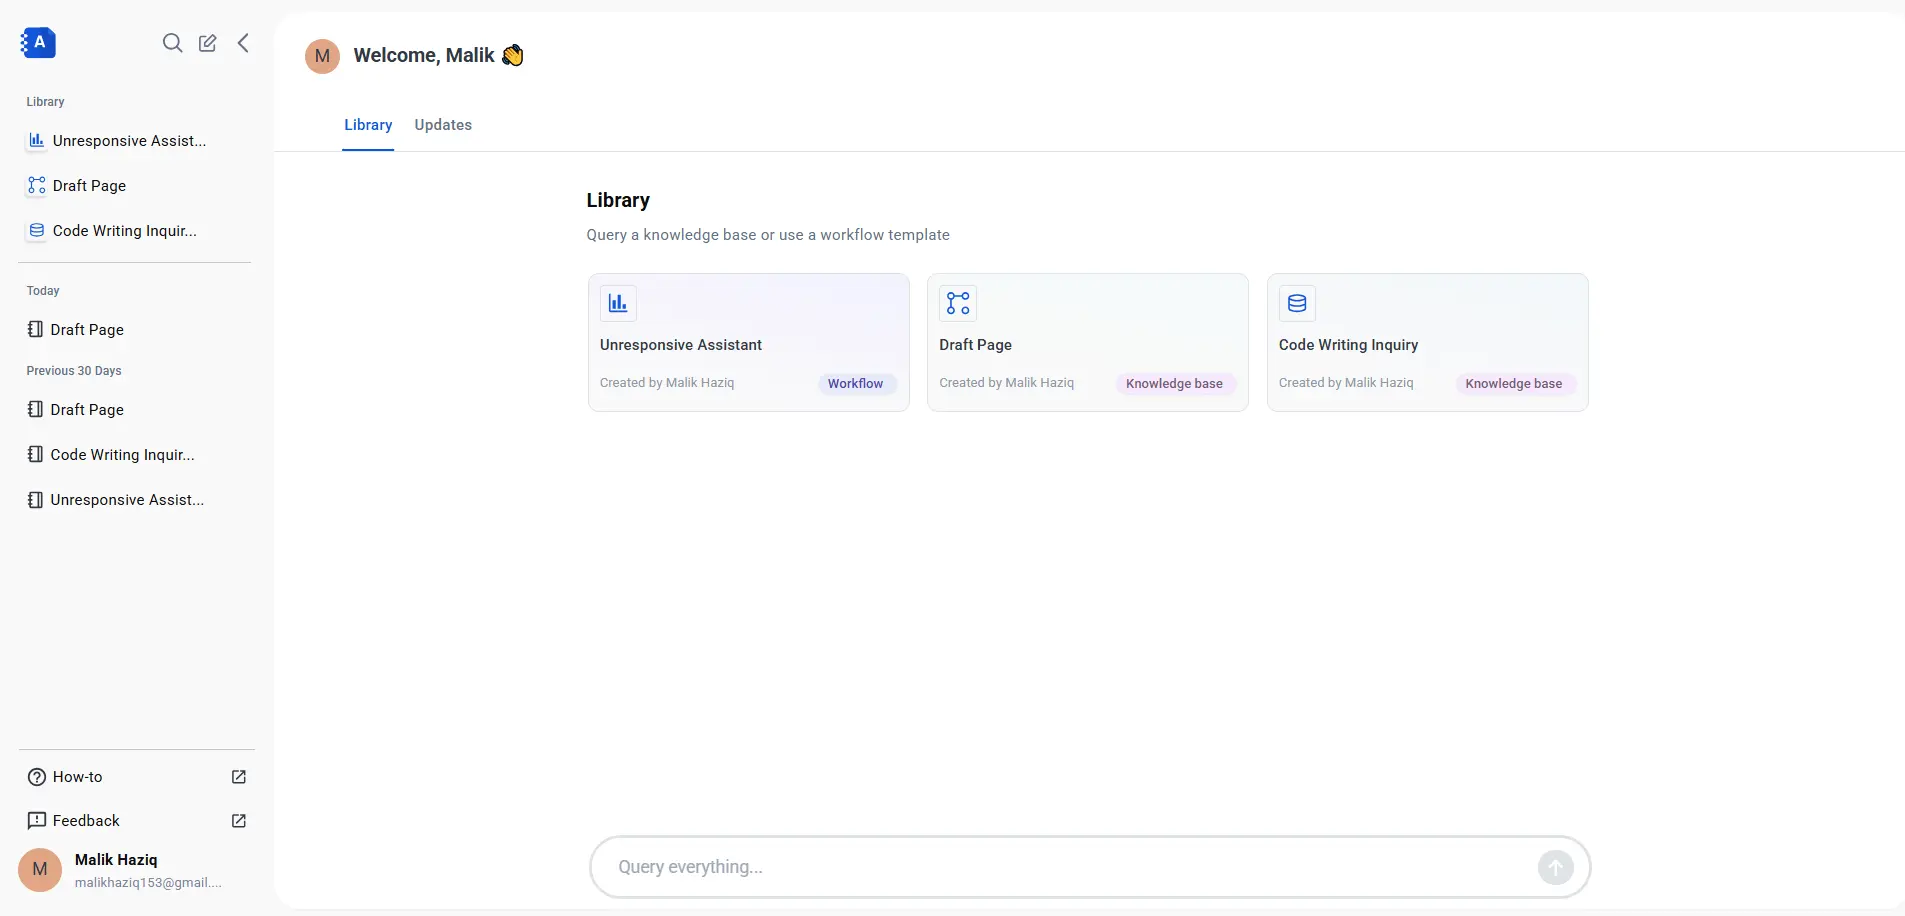 A
Library
Unresponsive Assist...
Draft Page
Code Writing Inquir...
Today
Draft Page
Previous 30 Days
Draft Page
Code Writing Inquir...
Unresponsive Assist...
How-to
Feedback
M
Malik Haziq
malikhaziq153@gmail....
M
Welcome, Malik 👋
Library
Updates
Library
Query a knowledge base or use a workflow template
Unresponsive Assistant
Created by Malik Haziq
Workflow
Draft Page
Created by Malik Haziq
Knowledge base
Code Writing Inquiry
Created by Malik Haziq
Knowledge base
Query everything...